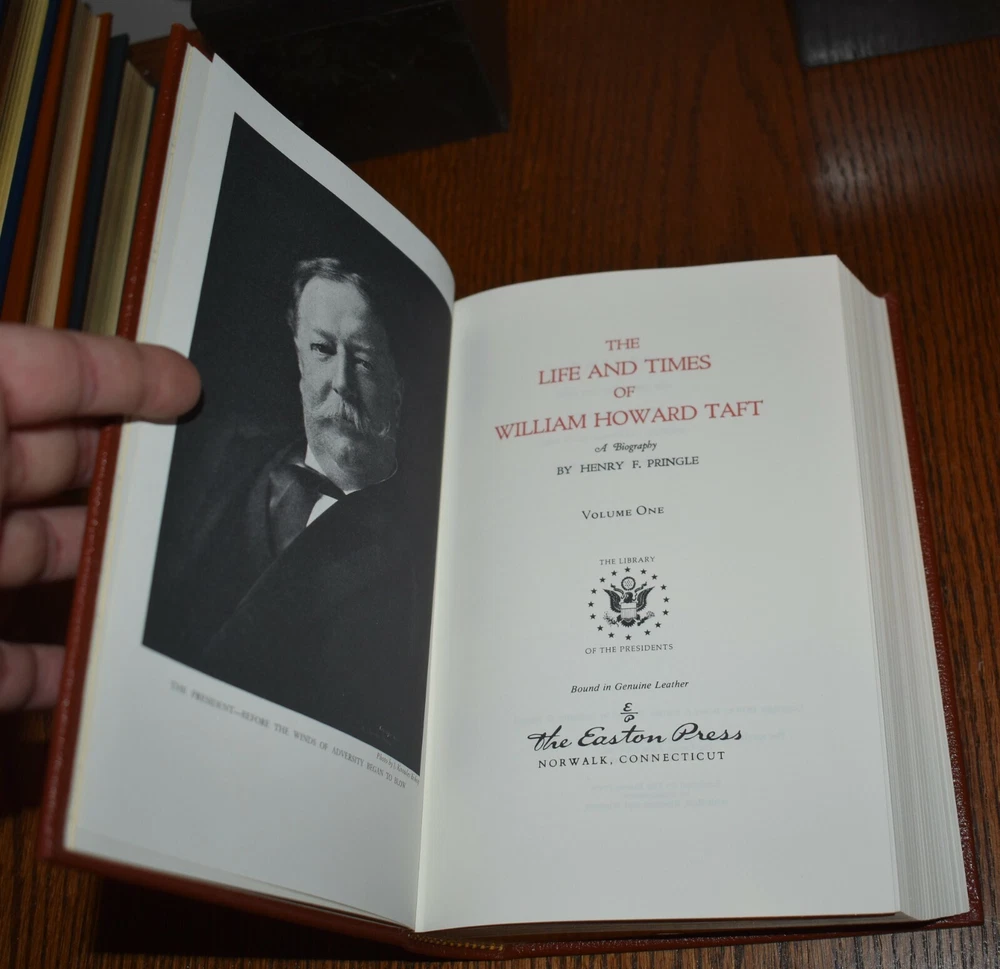 THE PRESIDENT—BEFORE THE WINDS OF ADVERSITY BEGAN TO BLOW
Photo by
THE
LIFE AND TIMES
OF
WILLIAM HOWARD TAFT
A Biography
BY HENRY F. PRINGLE
VOLUME ONE
THE LIBRARY
OF THE PRESIDENTS
Bound in Genuine Leather
E/P
The Easton Press
NORWALK, CONNECTICUT